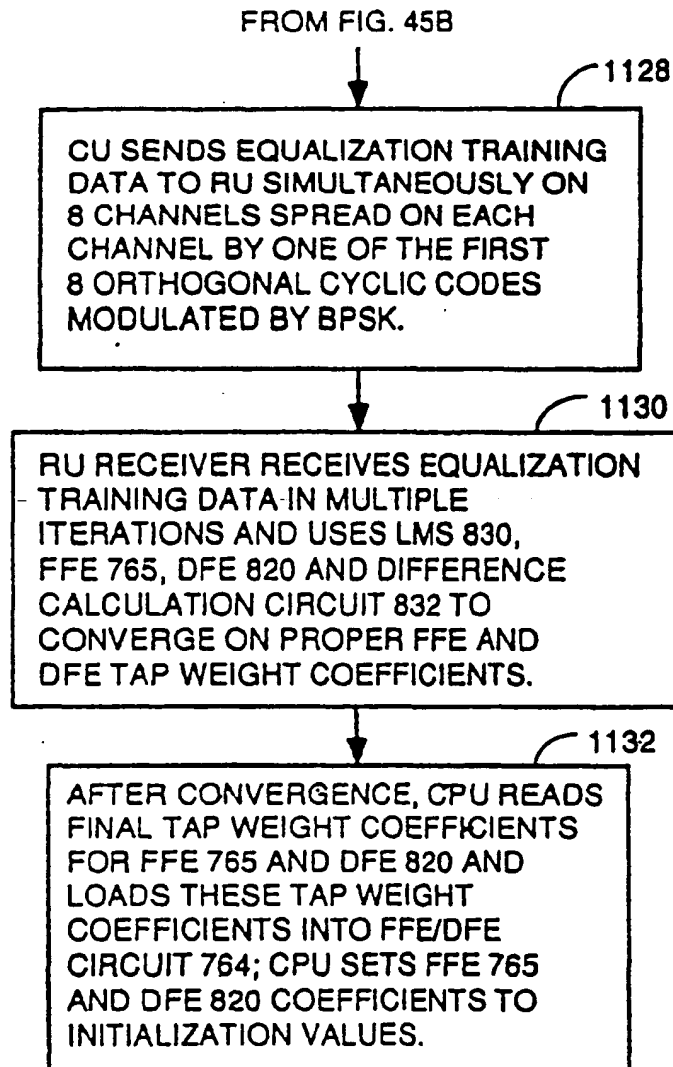 FROM FIG. 45B
1128
CU SENDS EQUALIZATION TRAINING
DATA TO RU SIMULTANEOUSLY ON
8 CHANNELS SPREAD ON EACH
CHANNEL BY ONE OF THE FIRST
8 ORTHOGONAL CYCLIC CODES
MODULATED BY BPSK.
1130
RU RECEIVER RECEIVES EQUALIZATION
TRAINING DATA IN MULTIPLE
ITERATIONS AND USES LMS 830,
FFE 765, DFE 820 AND DIFFERENCE
CALCULATION CIRCUIT 832 TO
CONVERGE ON PROPER FFE AND
DFE TAP WEIGHT COEFFICIENTS.
1132
AFTER CONVERGENCE, CPU READS
FINAL TAP WEIGHT COEFFICIENTS
FOR FFE 765 AND DFE 820 AND
LOADS THESE TAP WEIGHT
COEFFICIENTS INTO FFE/DFE
CIRCUIT 764; CPU SETS FFE 765
AND DFE 820 COEFFICIENTS TO
INITIALIZATION VALUES.